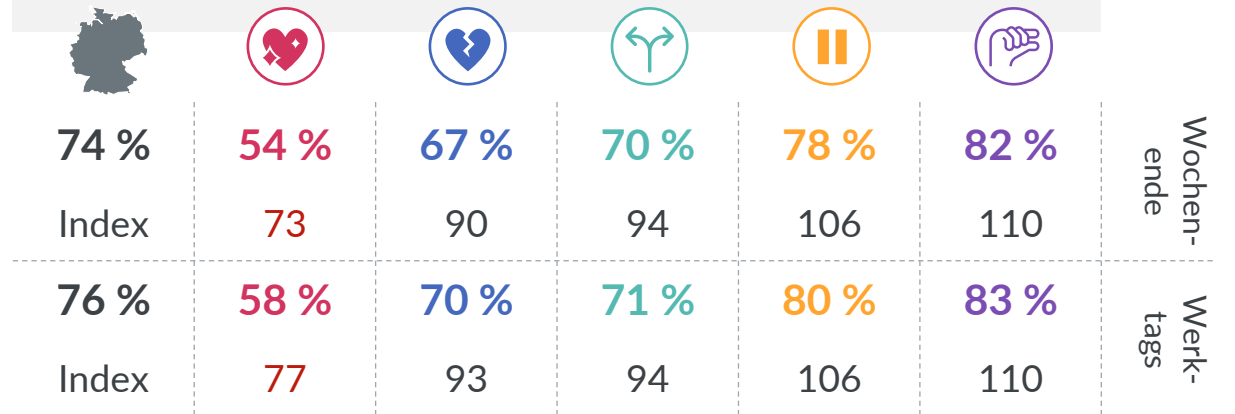 74 % 54 % 67 % 70 % 78 % 82 %
Index 73 90 94 106 110
Wochen-
ende
76 % 58 % 70 % 71 % 80 % 83 %
Index 77 93 94 106 110
Werk-
tags